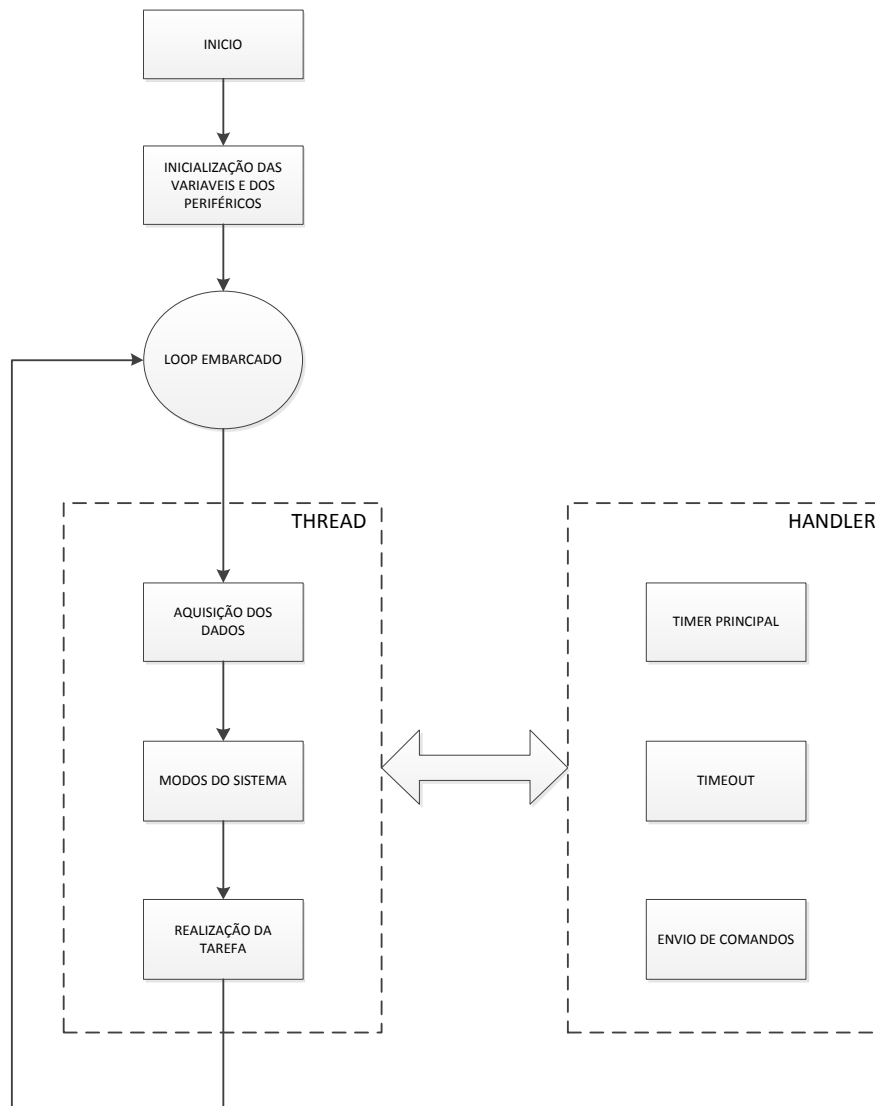 INICIO
INICIALIZAÇÃO DAS
VARIAVEIS E DOS
PERIFÉRICOS
LOOP EMBARCADO
THREAD
AQUISIÇÃO DOS
DADOS
MODOS DO SISTEMA
REALIZAÇÃO DA
TAREFA
HANDLER
TIMER PRINCIPAL
TIMEOUT
ENVIO DE COMANDOS